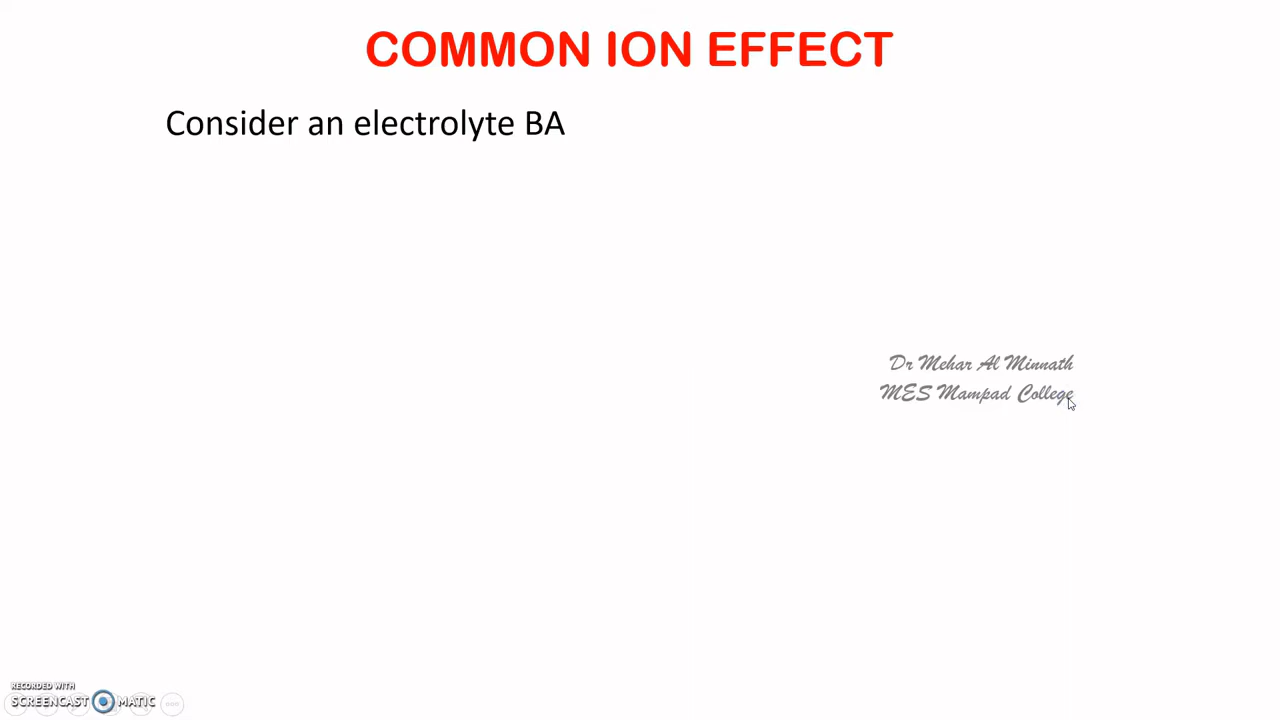 COMMON ION EFFECT
Consider an electrolyte BA
Dr Mehar Al Minnath
MES Mampad College
RECORDED WITH
SCREENCAST MATIC